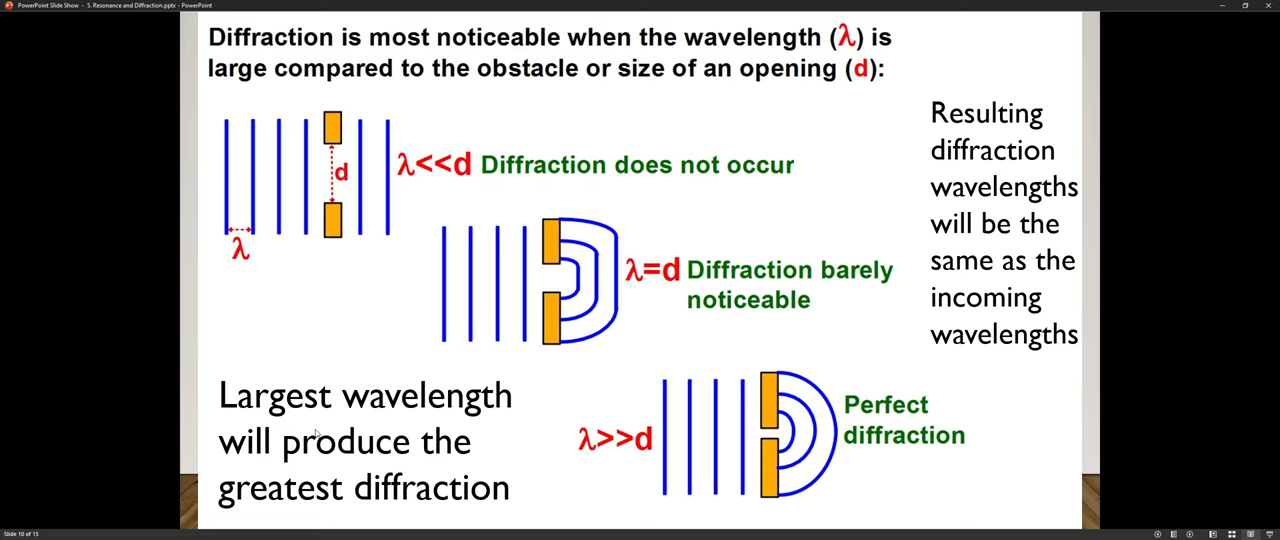 PowerPoint Slide Show - 5. Resonance and Diffraction.pptx - PowerPoint
Diffraction is most noticeable when the wavelength (λ) is
large compared to the obstacle or size of an opening (d):
d
λ
λ<<d Diffraction does not occur
λ=d Diffraction barely
noticeable
λ>>d
Perfect
diffraction
Resulting
diffraction
wavelengths
will be the
same as the
incoming
wavelengths
Largest wavelength
will produce the
greatest diffraction
Slide 10 of 15